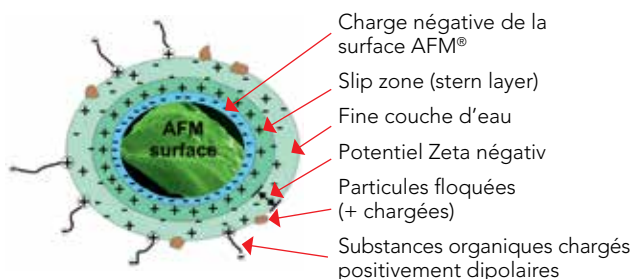 Charge négative de la
surface AFM®
Slip zone (stern layer)
Fine couche d'eau
AFM
surface
Potentiel Zeta négativ
Particules floquées
(+ chargées)
Substances organiques chargés
positivement dipolaires